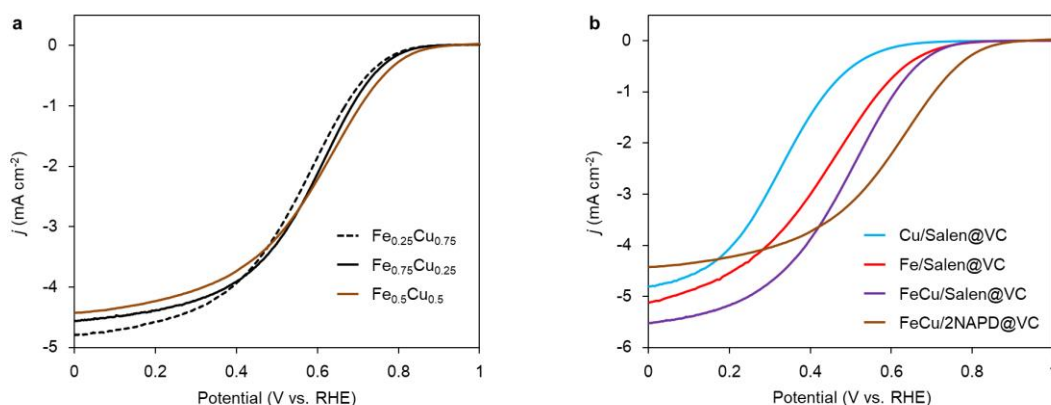 a
0
-1
-2
-3
-4
-5
j (mA cm⁻²)
Fe₀.₂₅Cu₀.₇₅
Fe₀.₇₅Cu₀.₂₅
Fe₀.₅Cu₀.₅
0 0.2 0.4 0.6 0.8 1
Potential (V vs. RHE)
b
0
-1
-2
-3
-4
-5
-6
j (mA cm⁻²)
Cu/Salen@VC
Fe/Salen@VC
FeCu/Salen@VC
FeCu/2NAPD@VC
0 0.2 0.4 0.6 0.8 1
Potential (V vs. RHE)